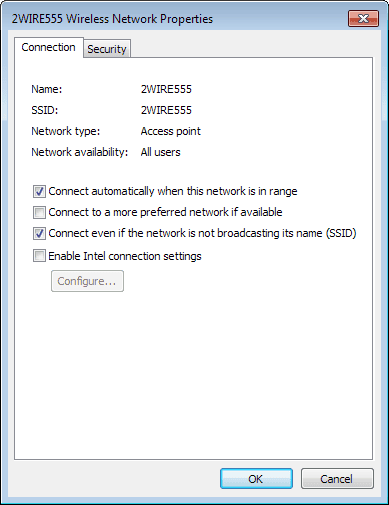 2WIRE555 Wireless Network Properties
Connection Security
Name: 2WIRE555
SSID: 2WIRE555
Network type: Access point
Network availability: All users
Connect automatically when this network is in range
Connect to a more preferred network if available
Connect even if the network is not broadcasting its name (SSID)
Enable Intel connection settings
Configure...
OK Cancel